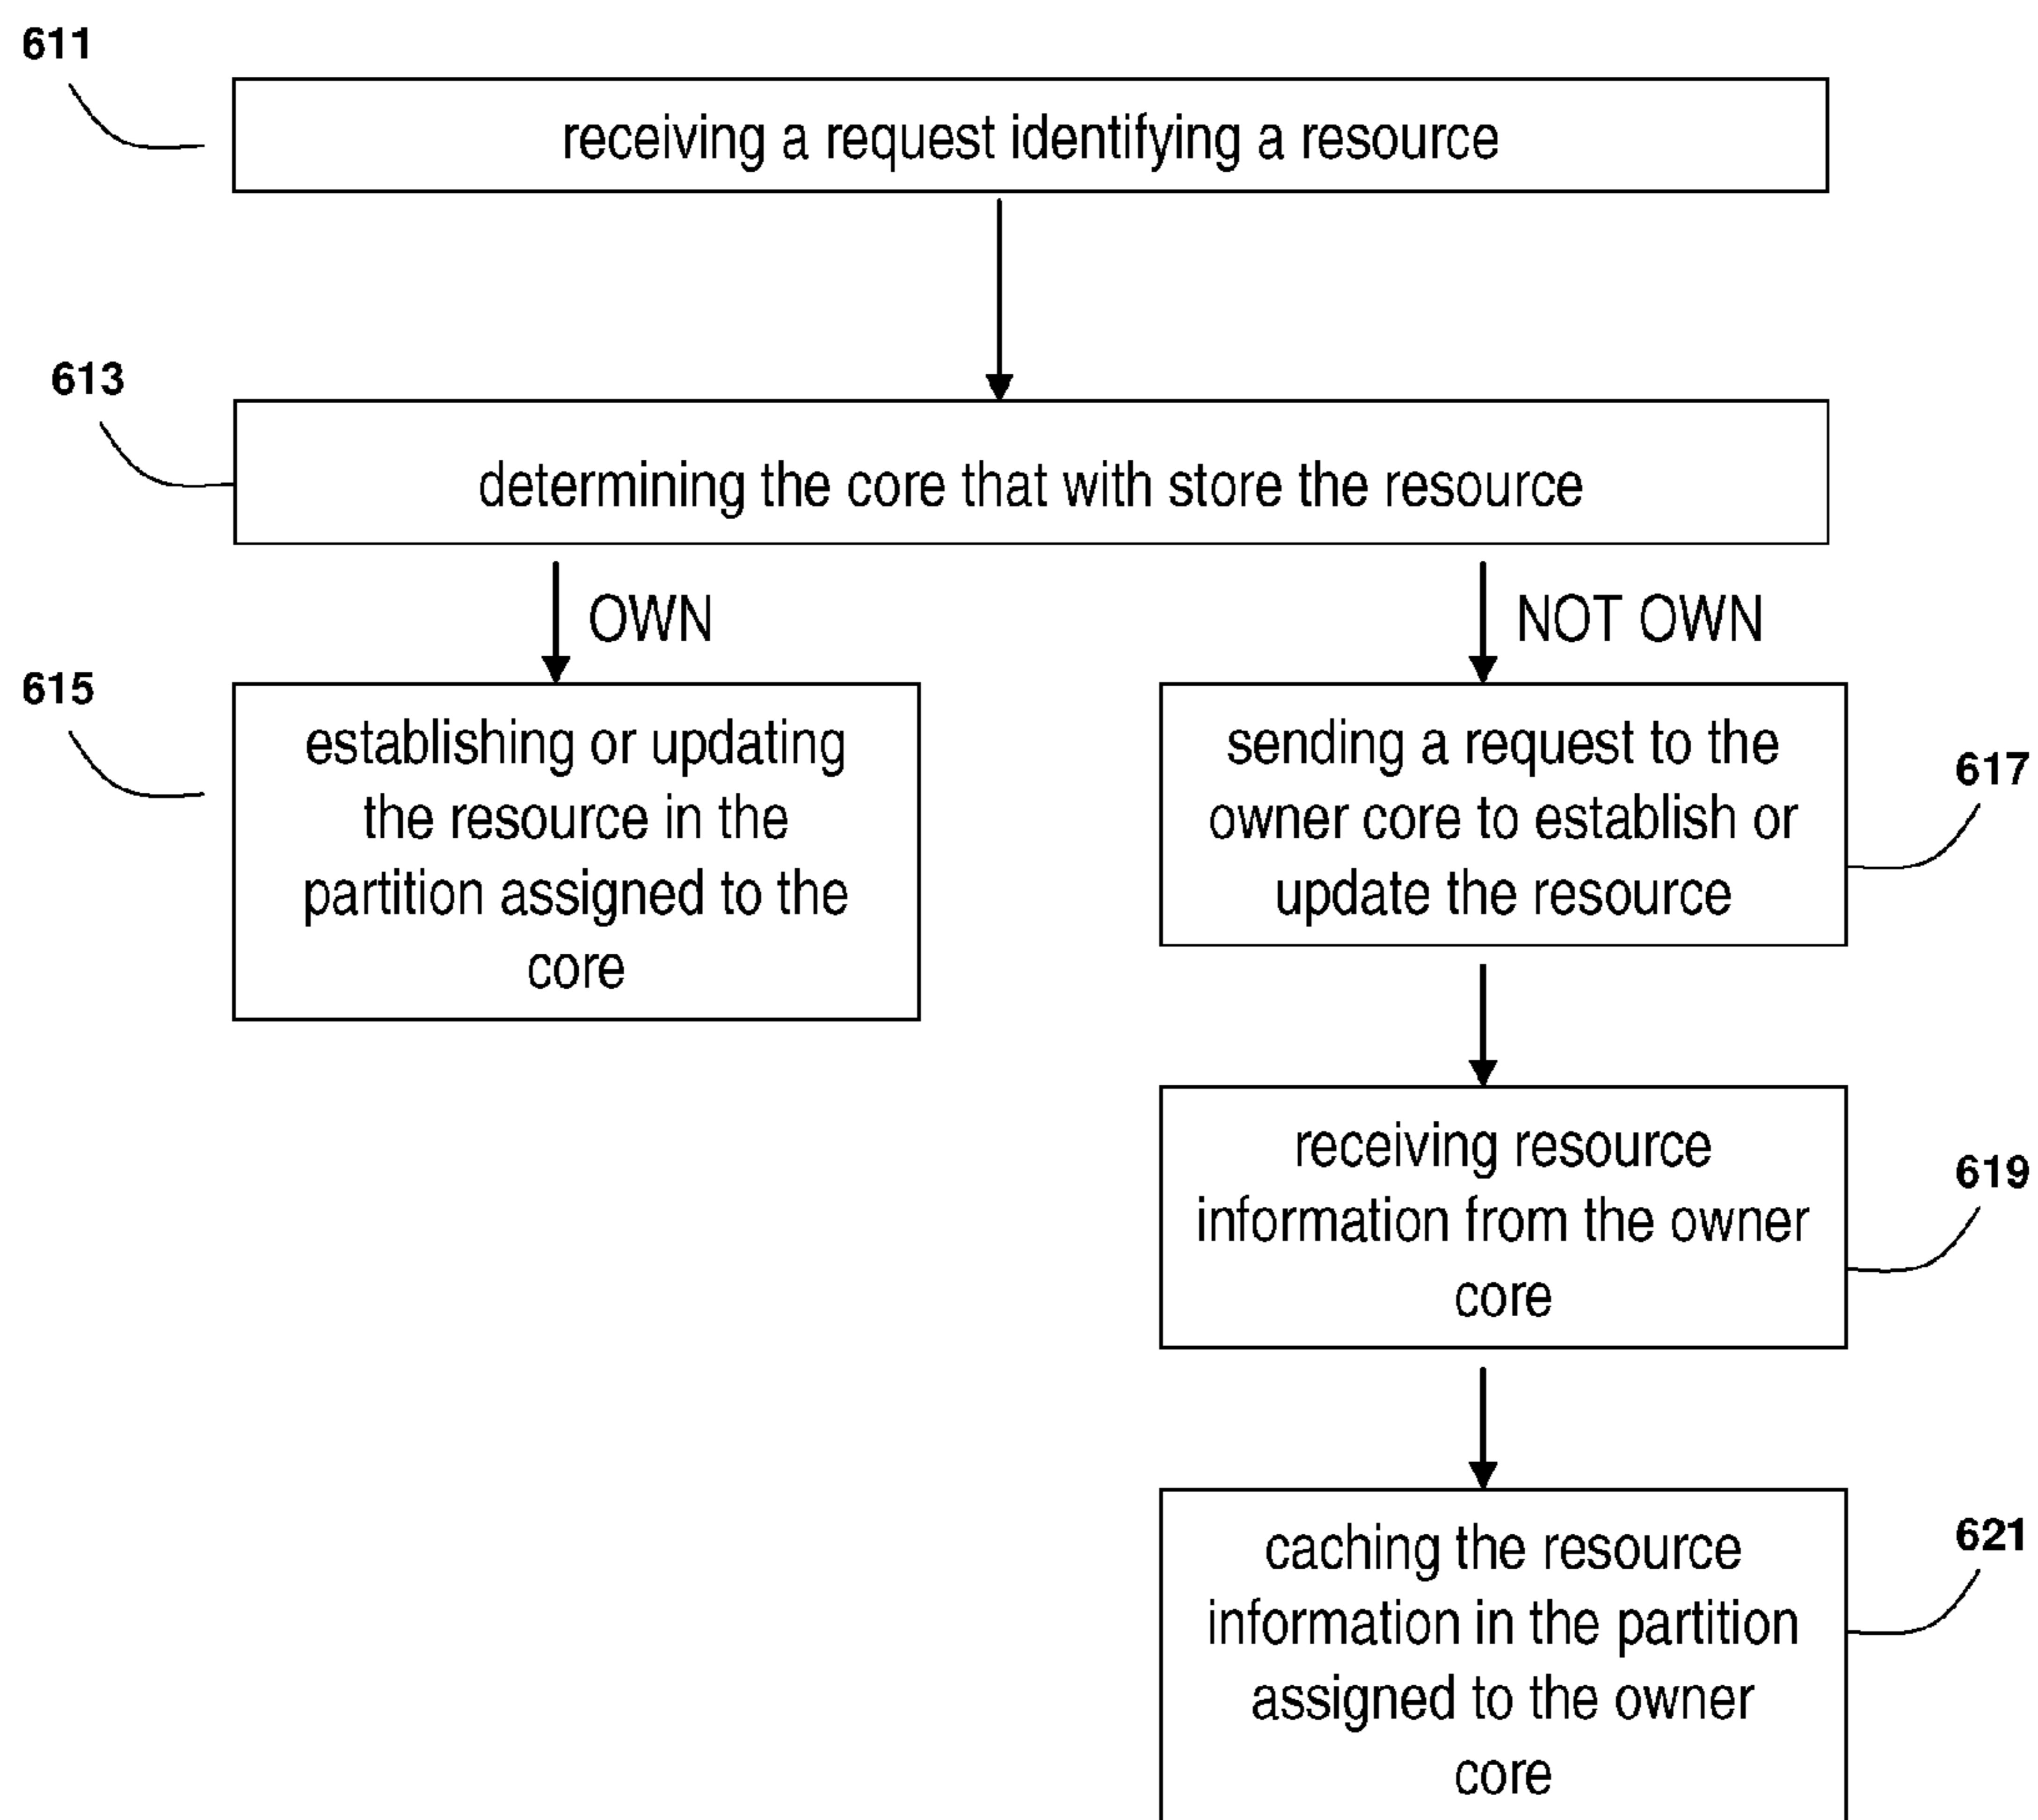 611
receiving a request identifying a resource
613
determining the core that with store the resource
OWN
NOT OWN
615
establishing or updating
the resource in the
partition assigned to the
core
sending a request to the
owner core to establish or
update the resource
617
receiving resource
information from the owner
core
619
caching the resource
information in the partition
assigned to the owner
core
621